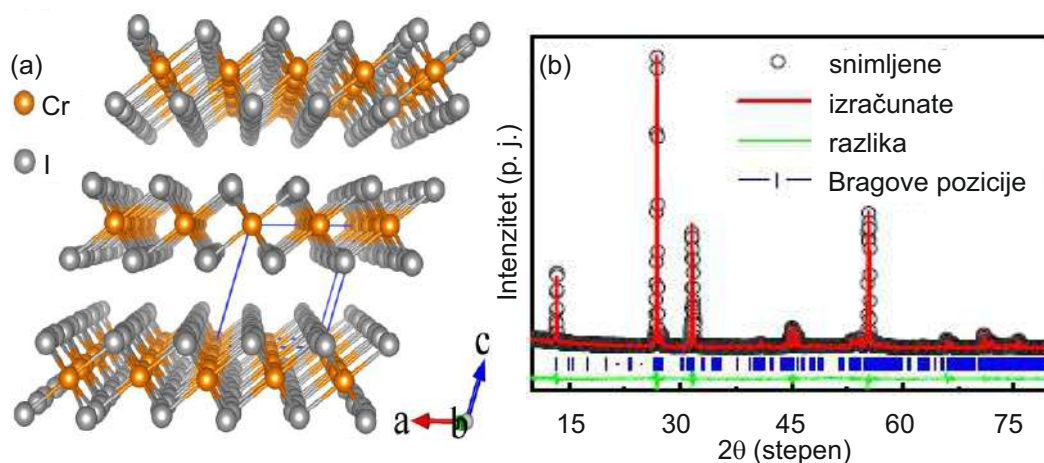 (a)
Cr
I
a
b
c
(b)
snimljene
izračunate
razlika
Bragove pozicije
Intenzitet (p. j.)
15 30 45 60 75
2θ (stepen)